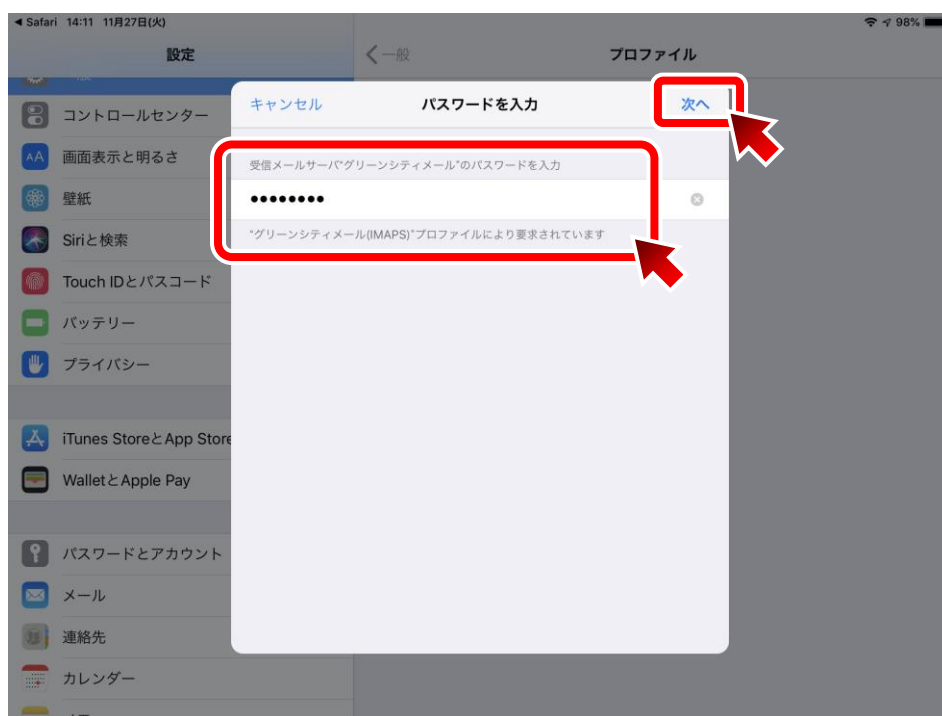 ◀ Safari 14:11 11月27日(火) 98%
設定
く一般 プロファイル
コントロールセンター
画面表示と明るさ
壁紙
Siriと検索
Touch IDとパスコード
バッテリー
プライバシー
iTunes StoreとApp Store
WalletとApple Pay
パスワードとアカウント
メール
連絡先
カレンダー
キャンセル パスワードを入力 次へ
受信メールサーバ“グリーンシティメール”のパスワードを入力
●●●●●●●●
“グリーンシティメール(IMAPS)”プロファイルにより要求されています